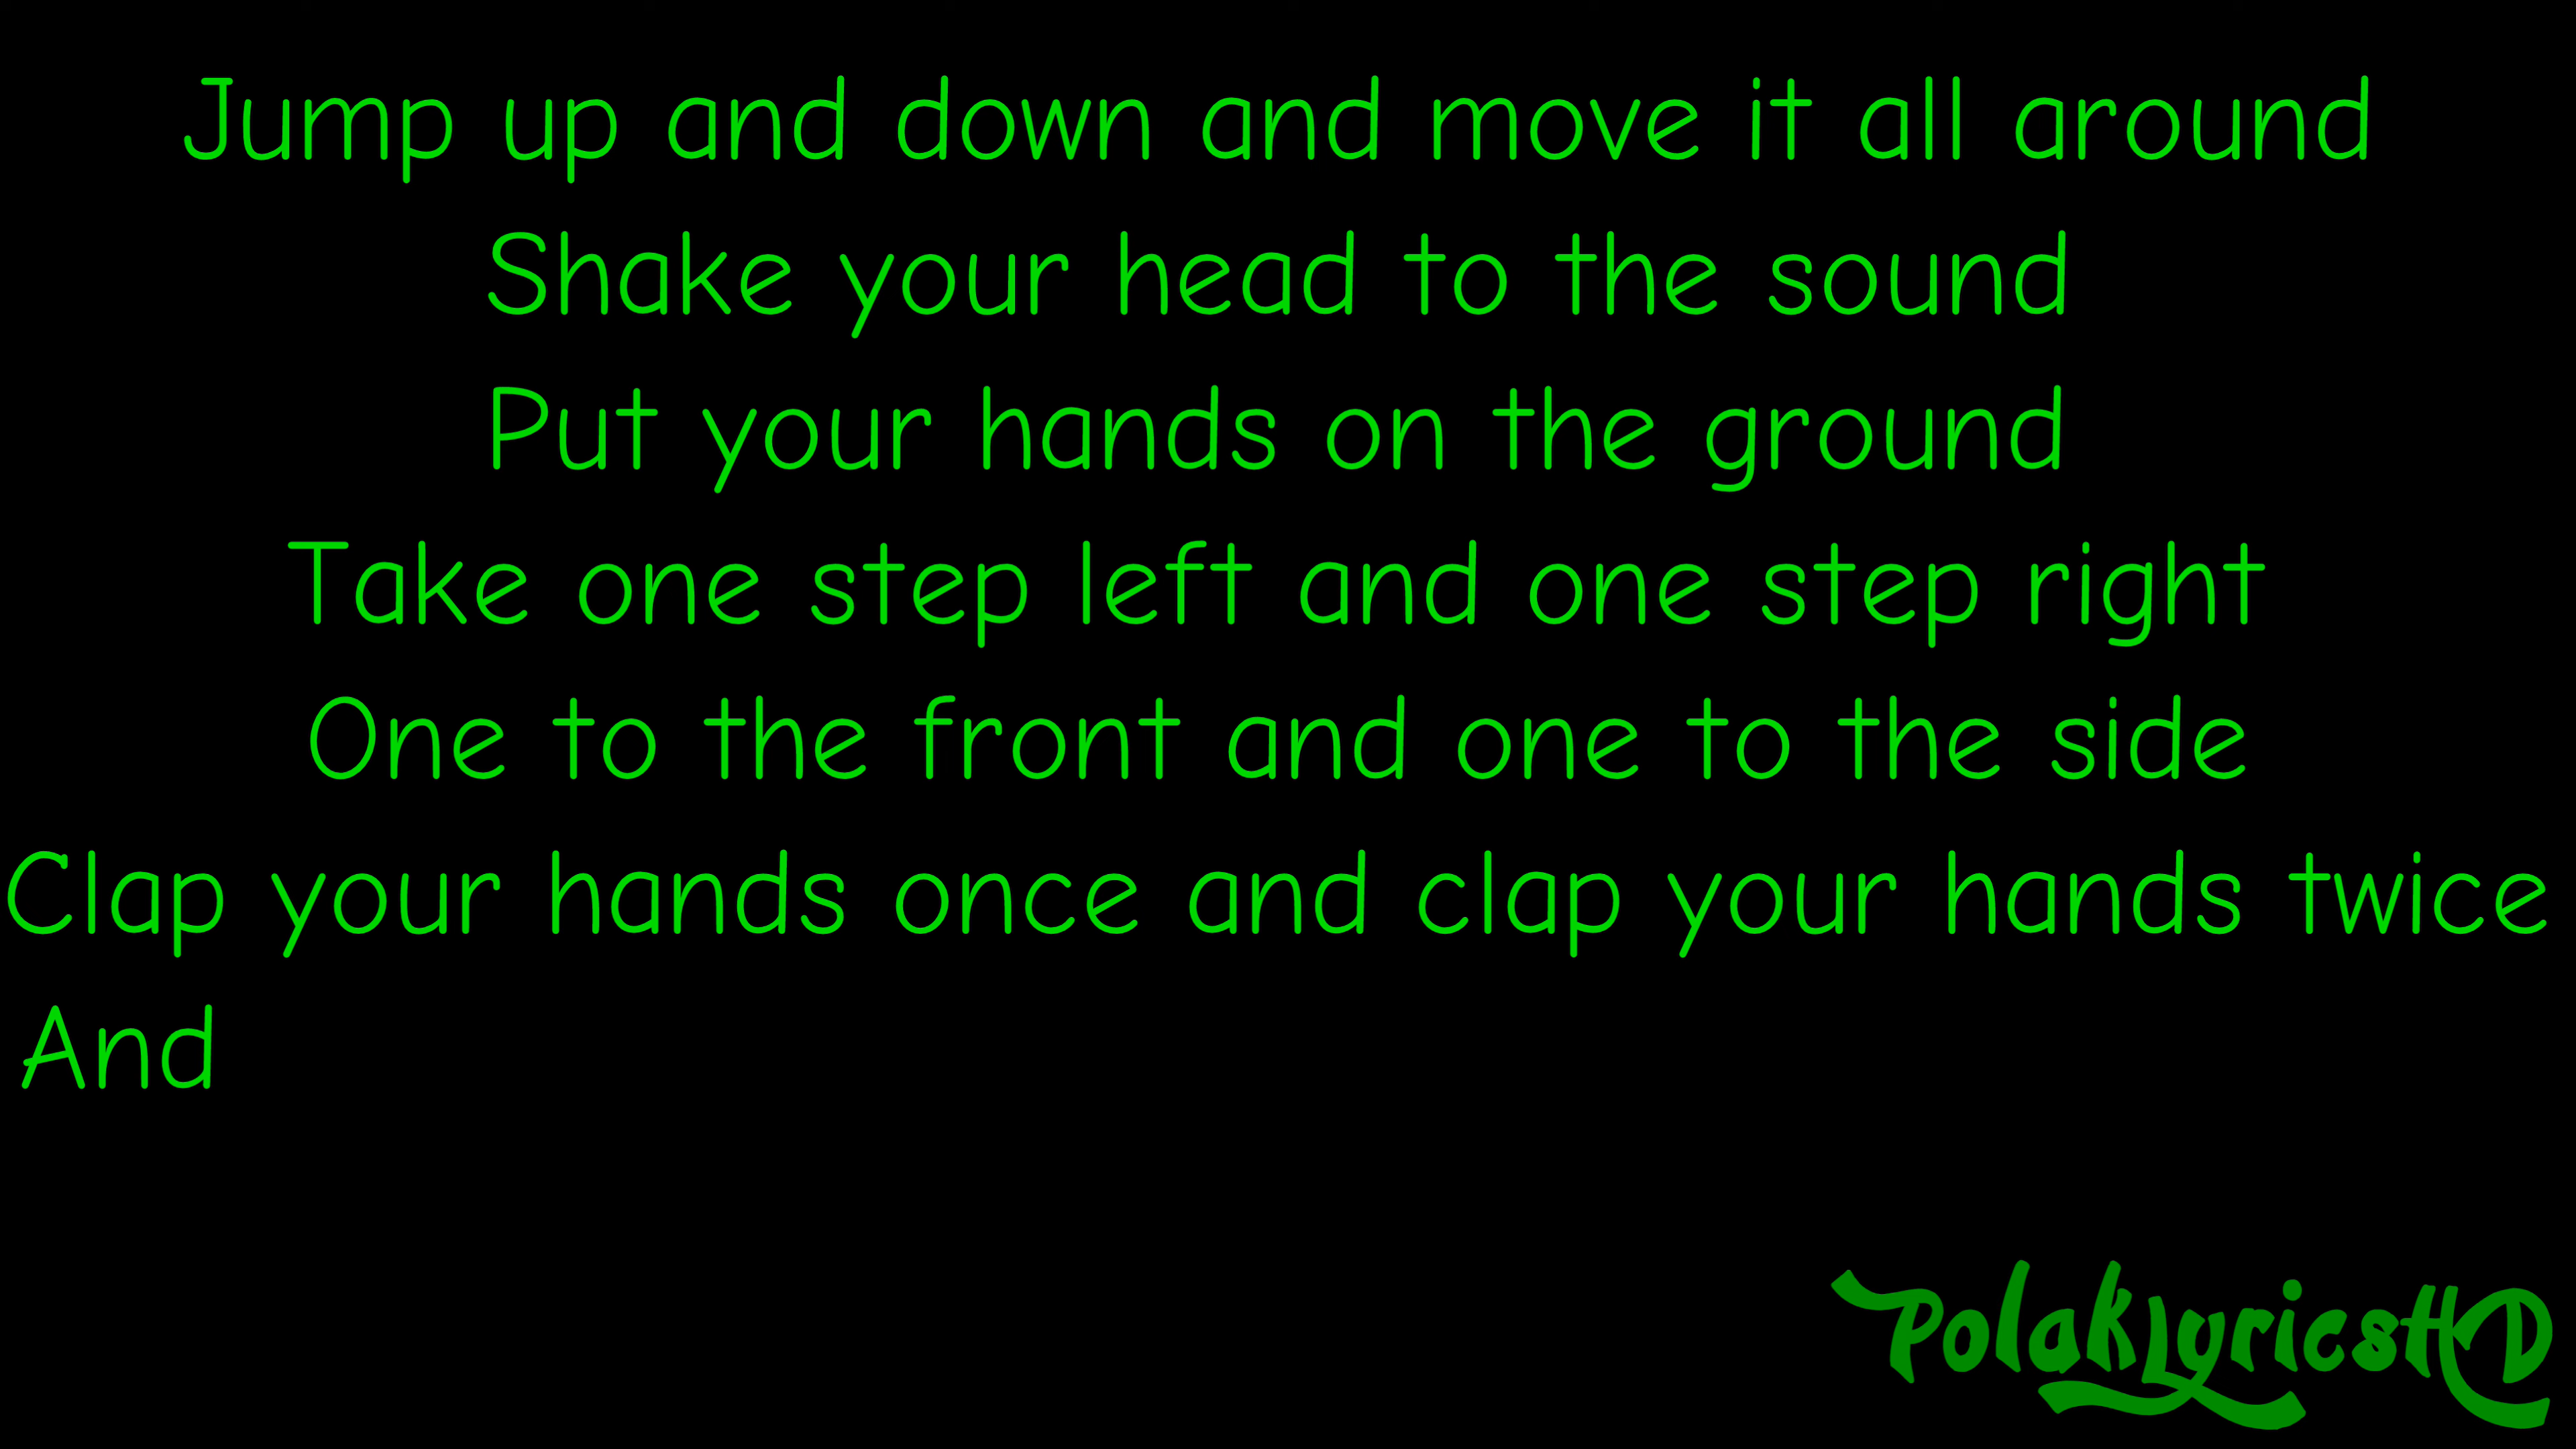 Jump up and down and move it all around
Shake your head to the sound
Put your hands on the ground
Take one step left and one step right
One to the front and one to the side
Clap your hands once and clap your hands twice
And
PolakLyricsHD